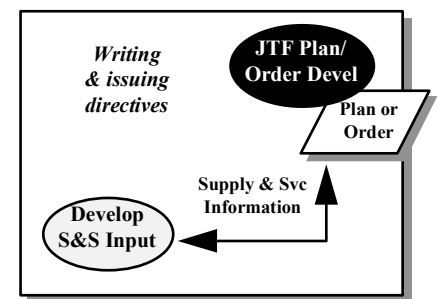 Writing
& issuing
directives
JTF Plan/
Order Devel
Plan or
Order
Supply & Svc
Information
Develop
S&S Input